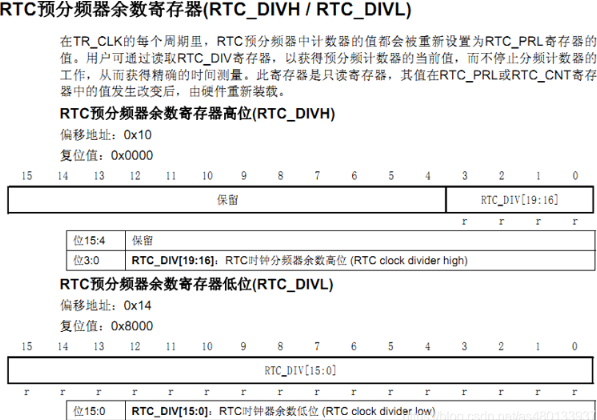 RTC预分频器余数寄存器(RTC_DIVH / RTC_DIVL)
在TR_CLK的每个周期里，RTC预分频器中计数器的值都会被重新设置为RTC_PRL寄存器的
值。用户可通过读取RTC_DIV寄存器，以获得预分频计数器的当前值，而不停止分频计数器的
工作，从而获得精确的时间测量。此寄存器是只读寄存器，其值在RTC_PRL或RTC_CNT寄存
器中的值发生改变后，由硬件重新装载。
RTC预分频器余数寄存器高位(RTC_DIVH)
偏移地址：0x10
复位值：0x0000
15 14 13 12 11 10 9 8 7 6 5 4 3 2 1 0
保留 RTC_DIV[19:16]
r r r r
位15:4 保留
位3:0 RTC_DIV[19:16]：RTC时钟分频器余数高位 (RTC clock divider high)
RTC预分频器余数寄存器低位(RTC_DIVL)
偏移地址：0x14
复位值：0x8000
15 14 13 12 11 10 9 8 7 6 5 4 3 2 1 0
RTC_DIV[15:0]
r r r r r r r r r r r r r r r r
位15:0 RTC_DIV[15:0]：RTC时钟器余数低位 (RTC clock divider low)